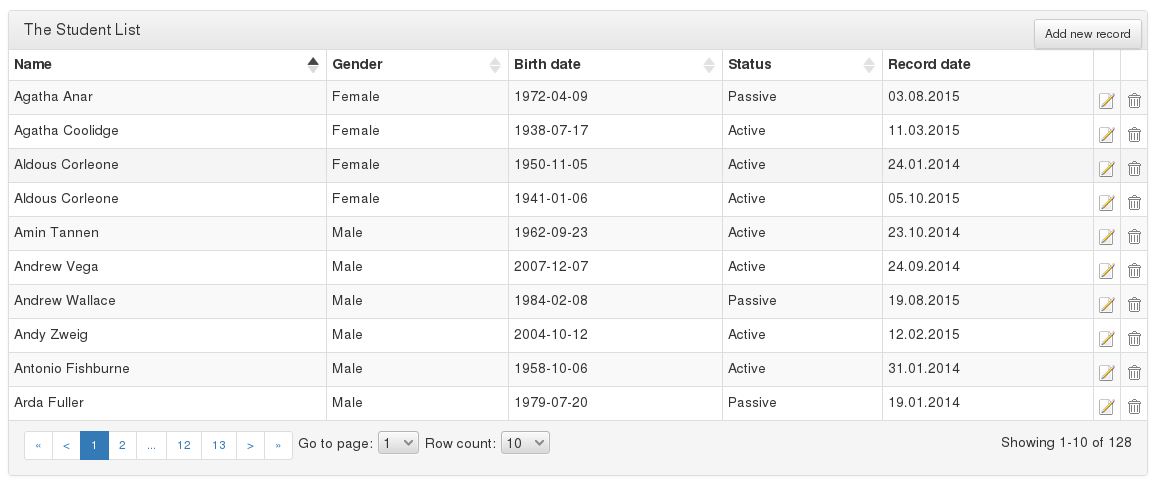 The Student List Add new record
Name Gender Birth date Status Record date
Agatha Anar Female 1972-04-09 Passive 03.08.2015
Agatha Coolidge Female 1938-07-17 Active 11.03.2015
Aldous Corleone Female 1950-11-05 Active 24.01.2014
Aldous Corleone Female 1941-01-06 Active 05.10.2015
Amin Tannen Male 1962-09-23 Active 23.10.2014
Andrew Vega Male 2007-12-07 Active 24.09.2014
Andrew Wallace Male 1984-02-08 Passive 19.08.2015
Andy Zweig Male 2004-10-12 Active 12.02.2015
Antonio Fishburne Male 1958-10-06 Active 31.01.2014
Arda Fuller Male 1979-07-20 Passive 19.01.2014
« < 1 2 ... 12 13 > » Go to page: 1 Row count: 10 Showing 1-10 of 128